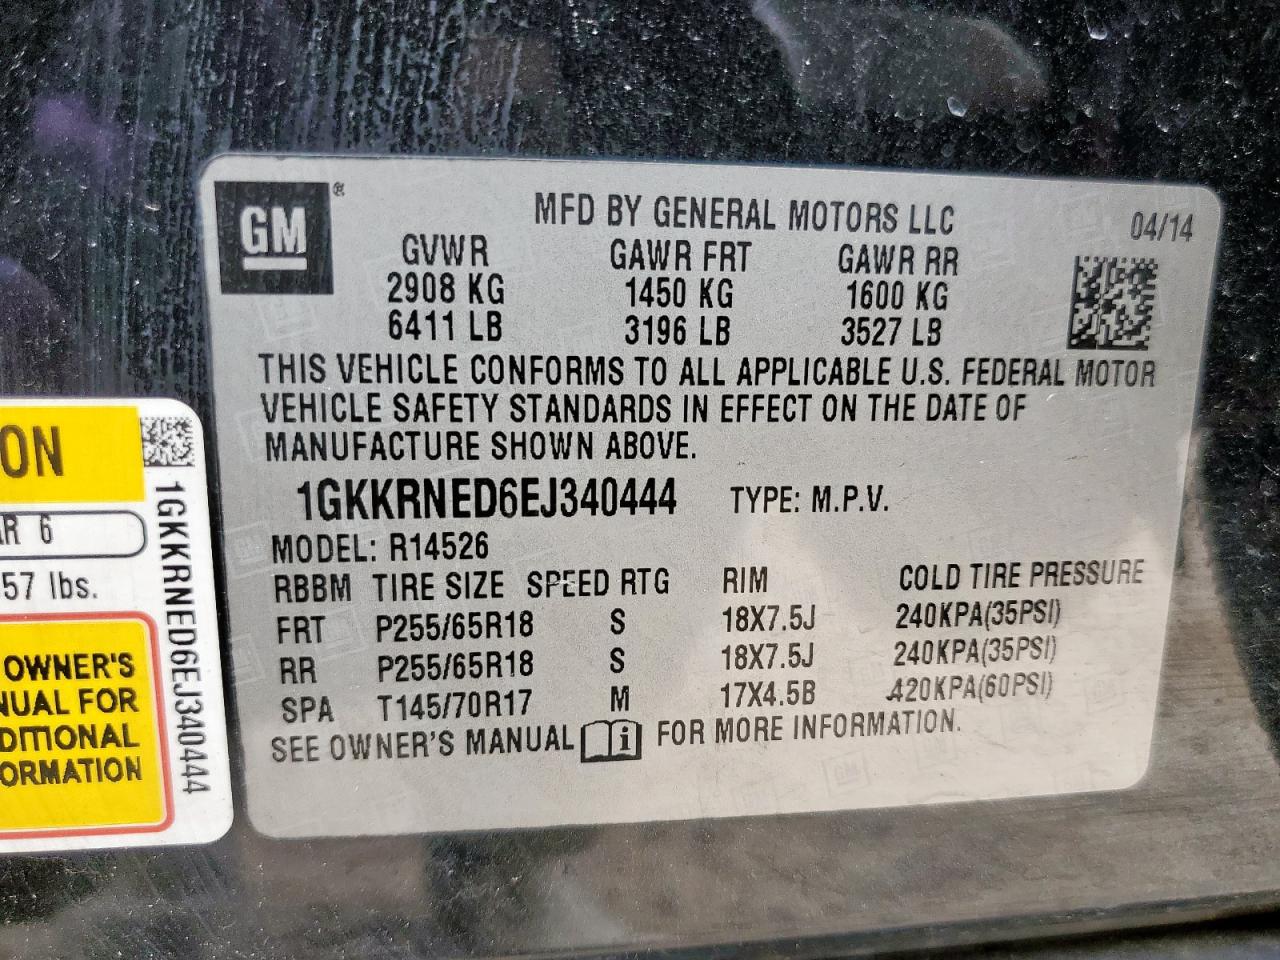 GM ®
MFD BY GENERAL MOTORS LLC
04/14
GVWR GAWR FRT GAWR RR
2908 KG 1450 KG 1600 KG
6411 LB 3196 LB 3527 LB
THIS VEHICLE CONFORMS TO ALL APPLICABLE U.S. FEDERAL MOTOR
VEHICLE SAFETY STANDARDS IN EFFECT ON THE DATE OF
MANUFACTURE SHOWN ABOVE.
1GKKRNED6EJ340444 TYPE: M.P.V.
MODEL: R14526
RBBM TIRE SIZE SPEED RTG RIM COLD TIRE PRESSURE
FRT P255/65R18 S 18X7.5J 240KPA(35PSI)
RR P255/65R18 S 18X7.5J 240KPA(35PSI)
SPA T145/70R17 M 17X4.5B 420KPA(60PSI)
SEE OWNER'S MANUAL i FOR MORE INFORMATION.
ON
AR 6
57 lbs.
OWNER'S
NUAL FOR
DITIONAL
ORMATION
1GKKRNED6EJ340444